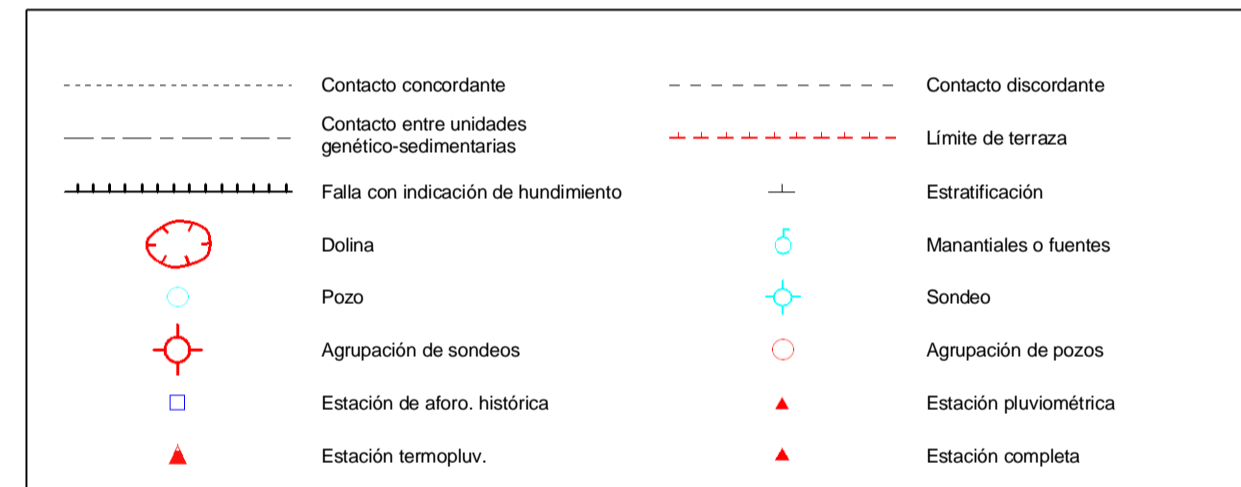 Contacto concordante
Contacto discordante
Contacto entre unidades
genético-sedimentarias
Límite de terraza
Falla con indicación de hundimiento
Estratificación
Dolina
Manantiales o fuentes
Pozo
Sondeo
Agrupación de sondeos
Agrupación de pozos
Estación de aforo. histórica
Estación pluviométrica
Estación termopluv.
Estación completa